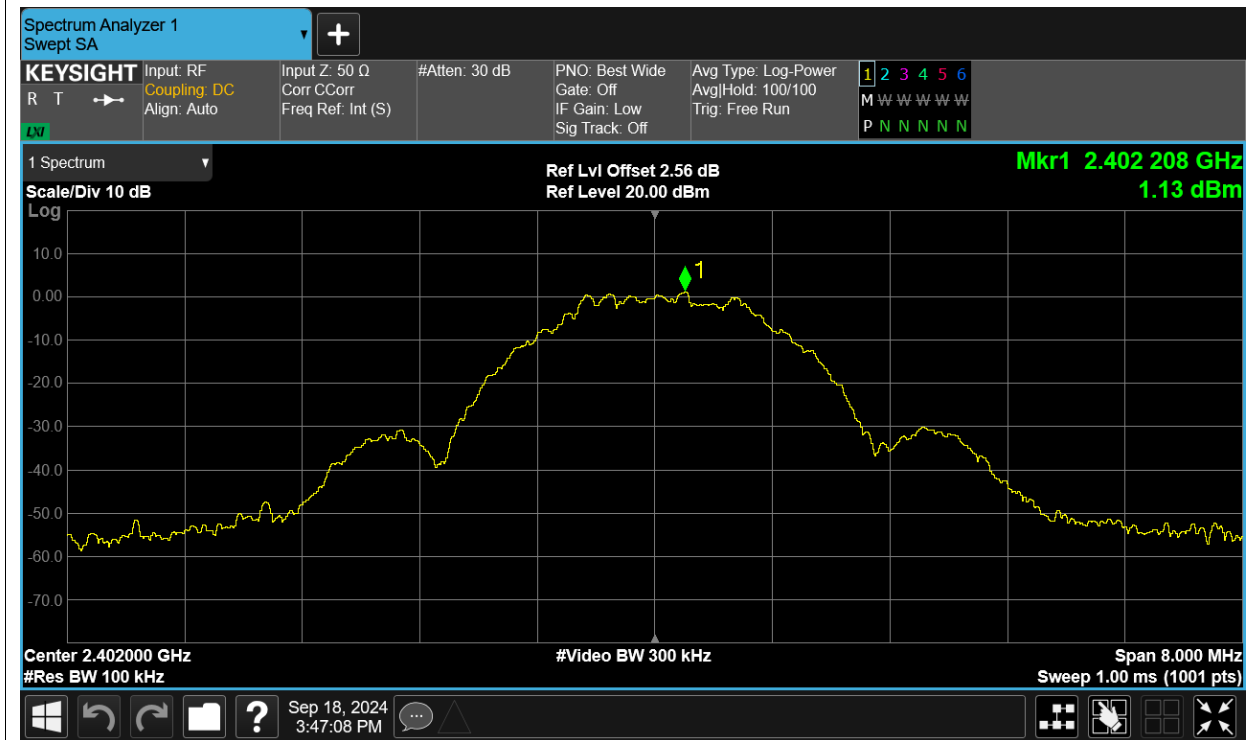 Spectrum Analyzer 1
Swept SA
KEYSIGHT
R T
LXI
Input: RF
Coupling: DC
Align: Auto
Input Z: 50 Ω
Corr CCorr
Freq Ref: Int (S)
#Atten: 30 dB
PNO: Best Wide
Gate: Off
IF Gain: Low
Sig Track: Off
Avg Type: Log-Power
Avg|Hold: 100/100
Trig: Free Run
1 2 3 4 5 6
M W W W W W
P N N N N N
1 Spectrum
Scale/Div 10 dB
Ref Lvl Offset 2.56 dB
Ref Level 20.00 dBm
Mkr1 2.402 208 GHz
1.13 dBm
Log
10.0
0.00
-10.0
-20.0
-30.0
-40.0
-50.0
-60.0
-70.0
1
Center 2.402000 GHz
#Res BW 100 kHz
#Video BW 300 kHz
Span 8.000 MHz
Sweep 1.00 ms (1001 pts)
?
Sep 18, 2024
3:47:08 PM